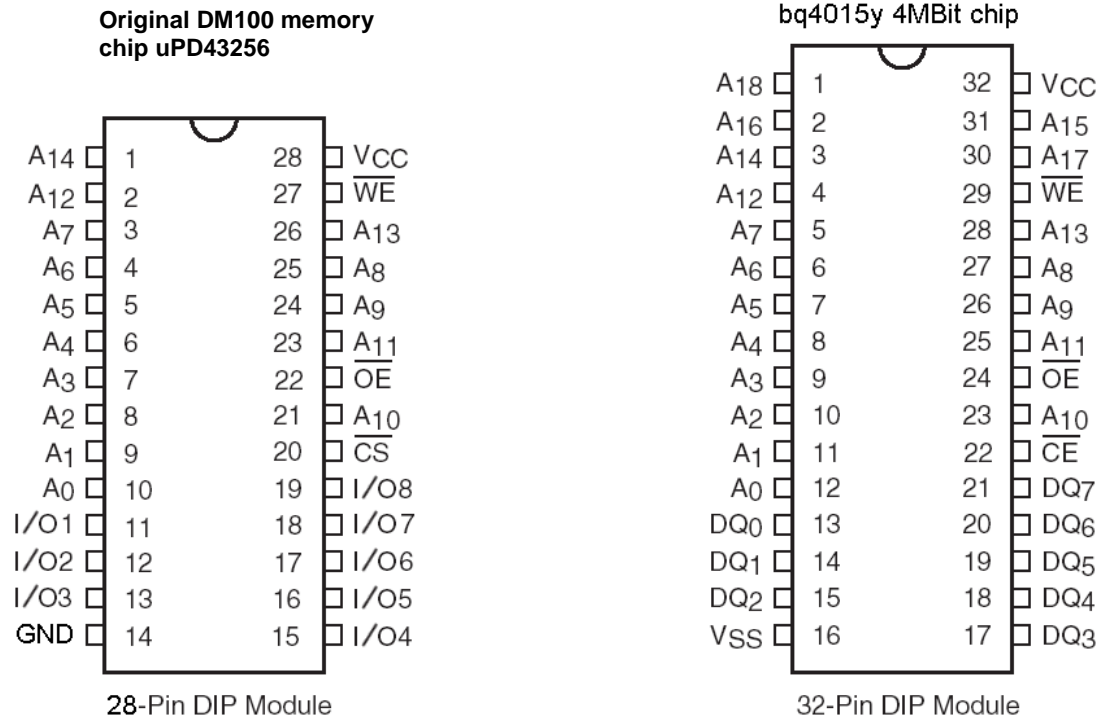 Original DM100 memory
chip uPD43256
A14 1 28 VCC
A12 2 27 WE
A7 3 26 A13
A6 4 25 A8
A5 5 24 A9
A4 6 23 A11
A3 7 22 OE
A2 8 21 A10
A1 9 20 CS
A0 10 19 I/O8
I/O1 11 18 I/O7
I/O2 12 17 I/O6
I/O3 13 16 I/O5
GND 14 15 I/O4
28-Pin DIP Module
bq4015y 4MBit chip
A18 1 32 VCC
A16 2 31 A15
A14 3 30 A17
A12 4 29 WE
A7 5 28 A13
A6 6 27 A8
A5 7 26 A9
A4 8 25 A11
A3 9 24 OE
A2 10 23 A10
A1 11 22 CE
A0 12 21 DQ7
DQ0 13 20 DQ6
DQ1 14 19 DQ5
DQ2 15 18 DQ4
VSS 16 17 DQ3
32-Pin DIP Module